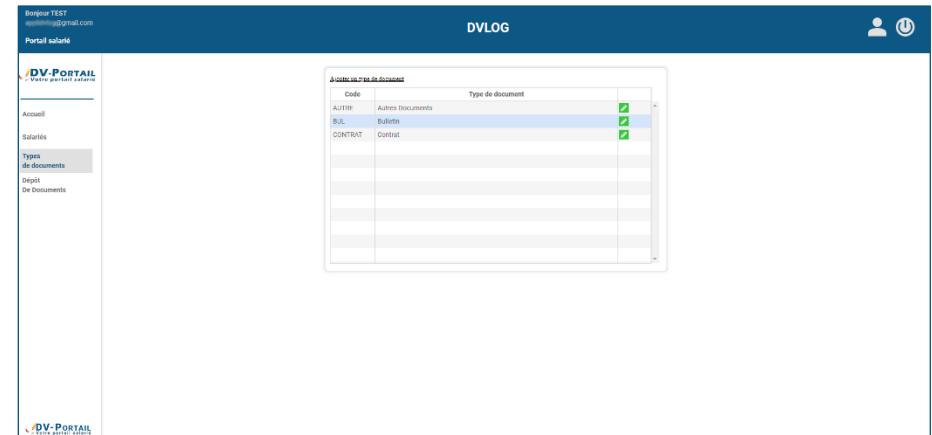 Bonjour TEST
@gmail.com
Portail salarié
DVLOG
DV-PORTAIL
Votre portail salarié
Accueil
Salariés
Types
de documents
Dépôt
De Documents
Ajouter un type de document
Code Type de document
AUTRE Autres Documents
BUL Bulletin
CONTRAT Contrat
DV-PORTAIL
Votre portail salarié